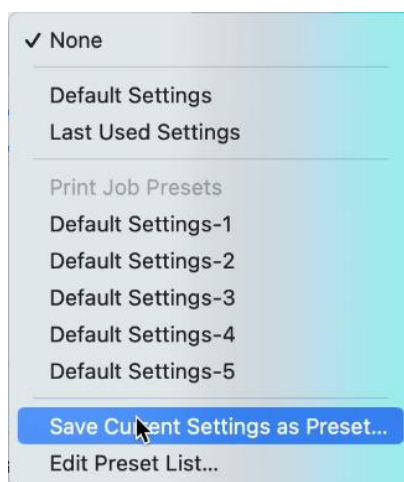 ✓ None
Default Settings
Last Used Settings
Print Job Presets
Default Settings-1
Default Settings-2
Default Settings-3
Default Settings-4
Default Settings-5
Save Current Settings as Preset...
Edit Preset List...